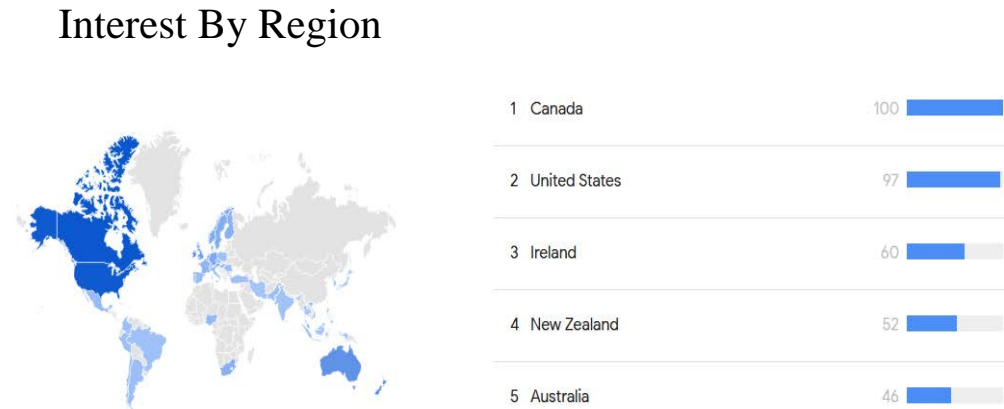 Interest By Region
1 Canada 100
2 United States 97
3 Ireland 60
4 New Zealand 52
5 Australia 46